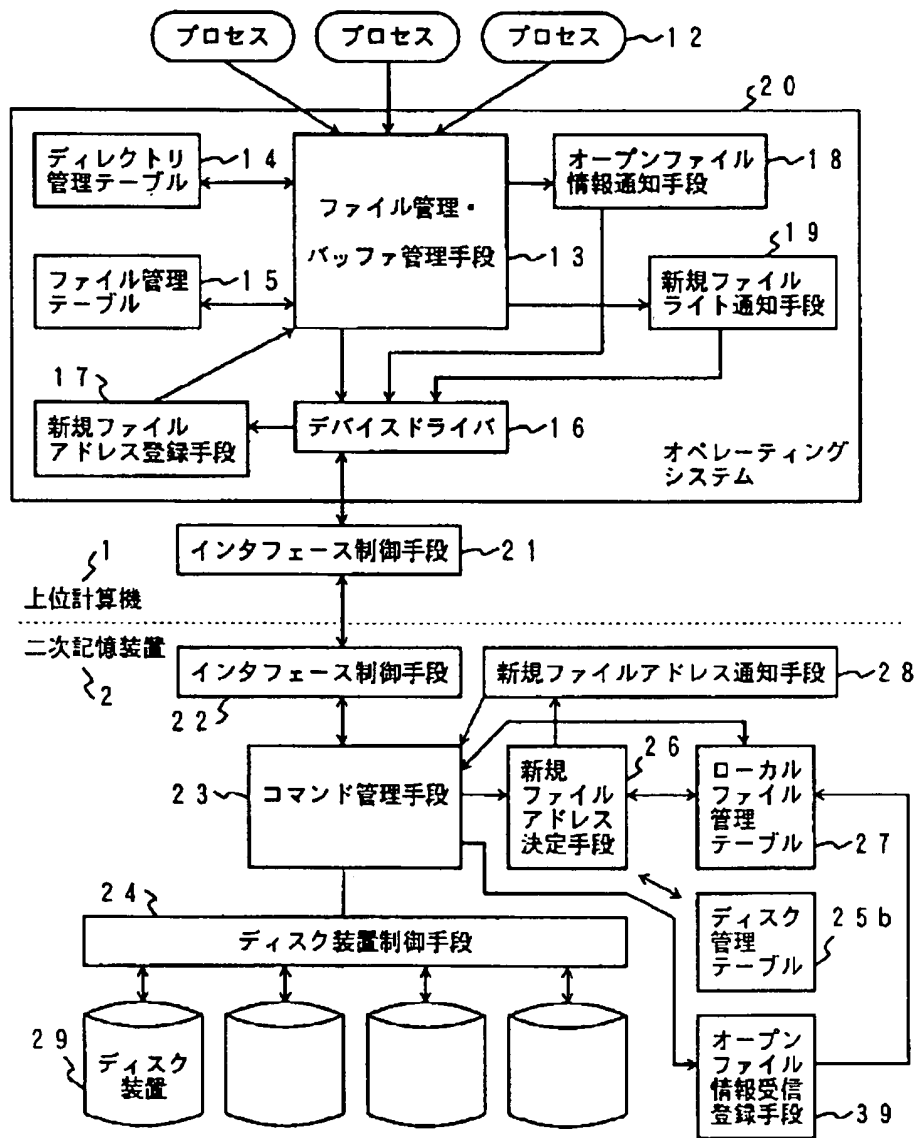 プロセス
プロセス
プロセス
12
20
ディレクトリ
管理テーブル
14
ファイル管理・
バッファ管理手段
13
オープンファイル
情報通知手段
18
19
ファイル管理
テーブル
15
新規ファイル
ライト通知手段
17
新規ファイル
アドレス登録手段
デバイスドライバ
16
オペレーティング
システム
インタフェース制御手段
21
1
上位計算機
二次記憶装置
2
インタフェース制御手段
22
新規ファイルアドレス通知手段
28
23
コマンド管理手段
26
新規
ファイル
アドレス
決定手段
ローカル
ファイル
管理
テーブル
27
24
ディスク装置制御手段
ディスク
管理
テーブル
25b
29
ディスク
装置
オープン
ファイル
情報受信
登録手段
39